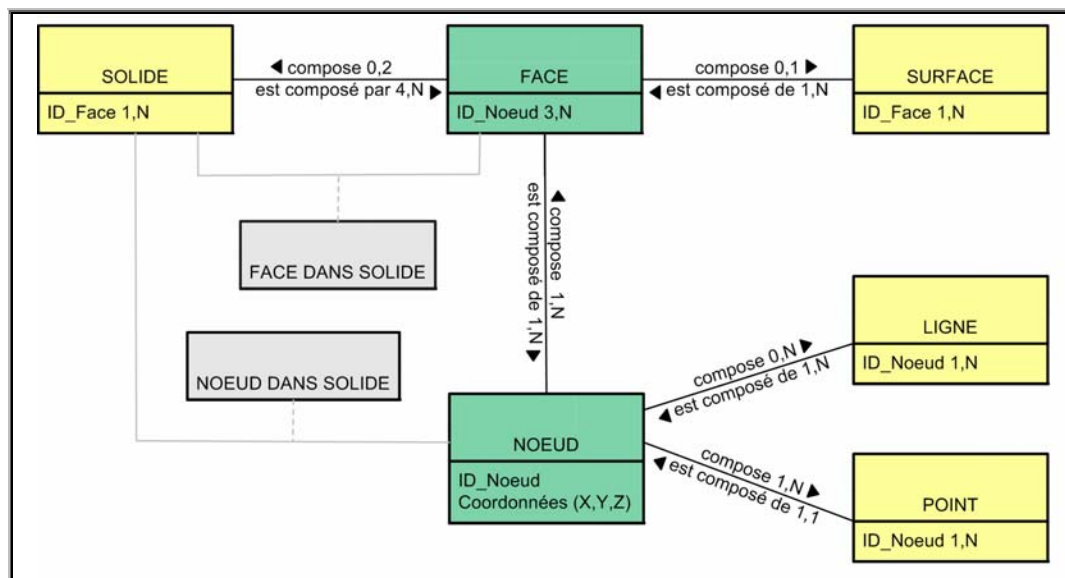 SOLIDE
ID_Face 1,N
◄ compose 0,2
est composé par 4,N ►
FACE
ID_Noeud 3,N
compose 0,1 ►
◄ est composé de 1,N
SURFACE
ID_Face 1,N
FACE DANS SOLIDE
est composé de 1,N ►
◄ compose 1,N
NOEUD DANS SOLIDE
NOEUD
ID_Noeud
Coordonnées (X,Y,Z)
compose 0,N ►
◄ est composé de 1,N
LIGNE
ID_Noeud 1,N
compose 1,N ►
◄ est composé de 1,1
POINT
ID_Noeud 1,N